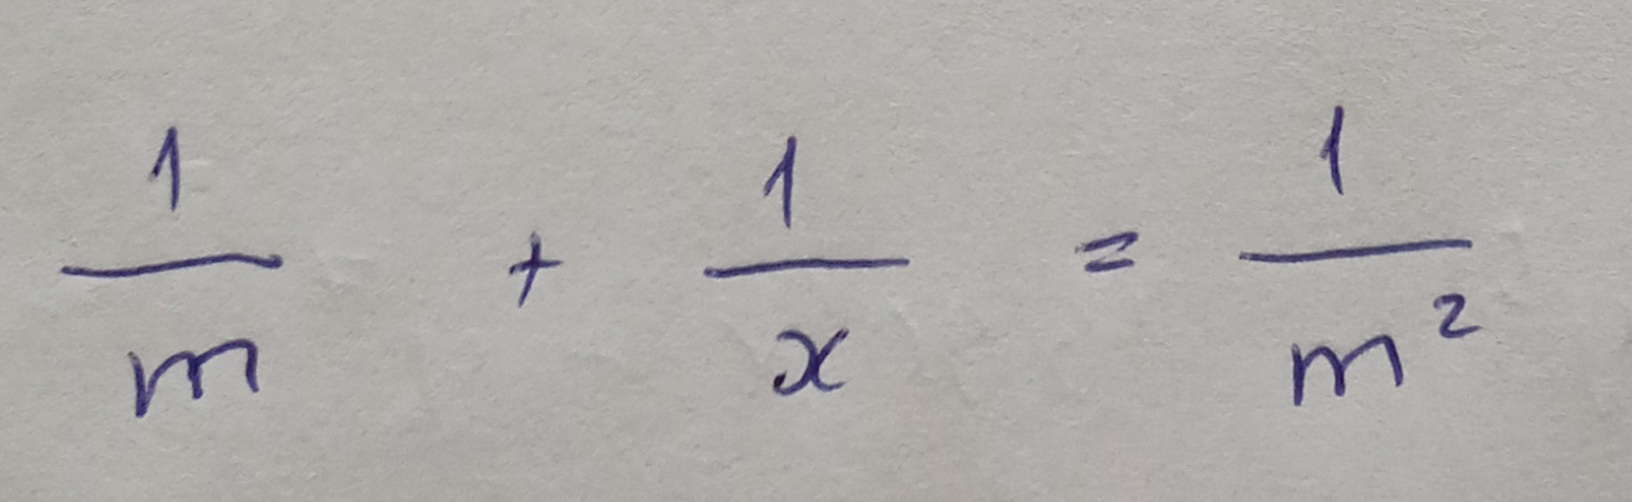 1/m + 1/x = 1/m²